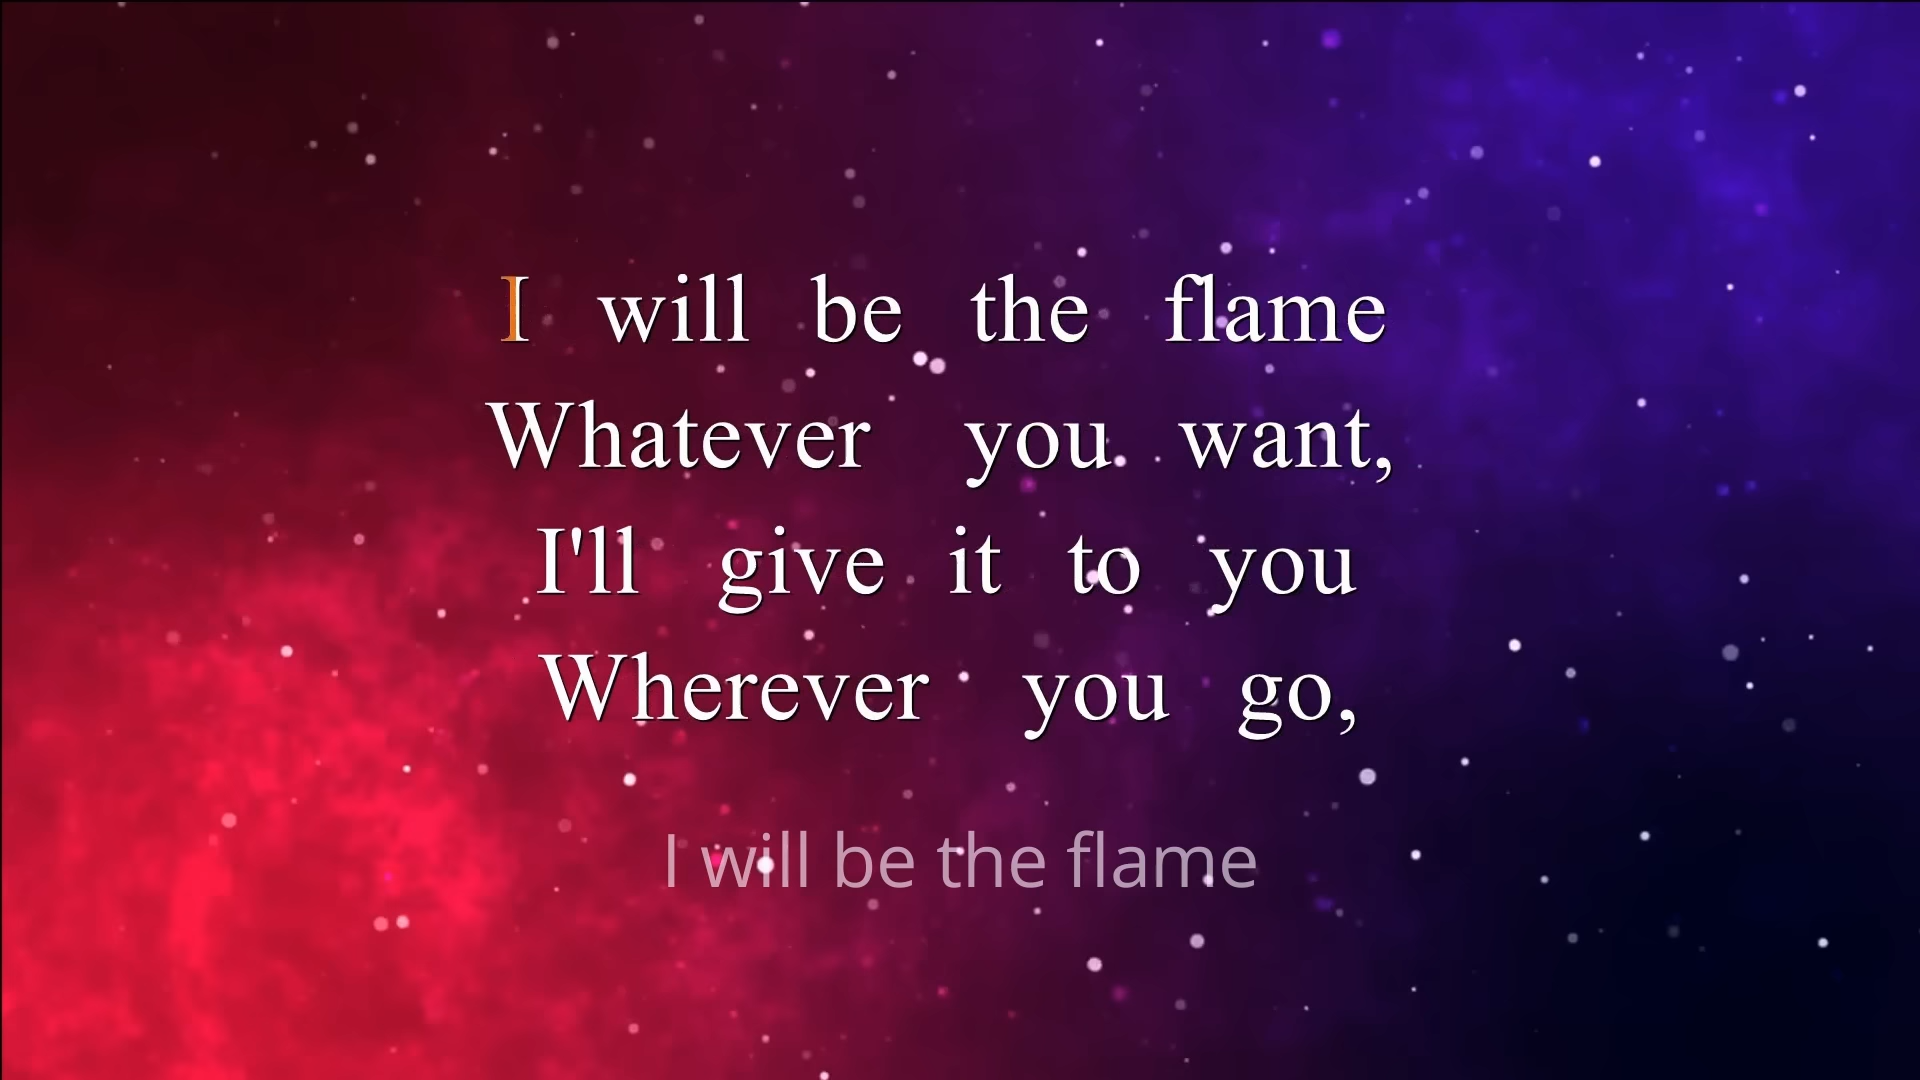 I will be the flame
Whatever you want,
I'll give it to you
Wherever you go,
I will be the flame